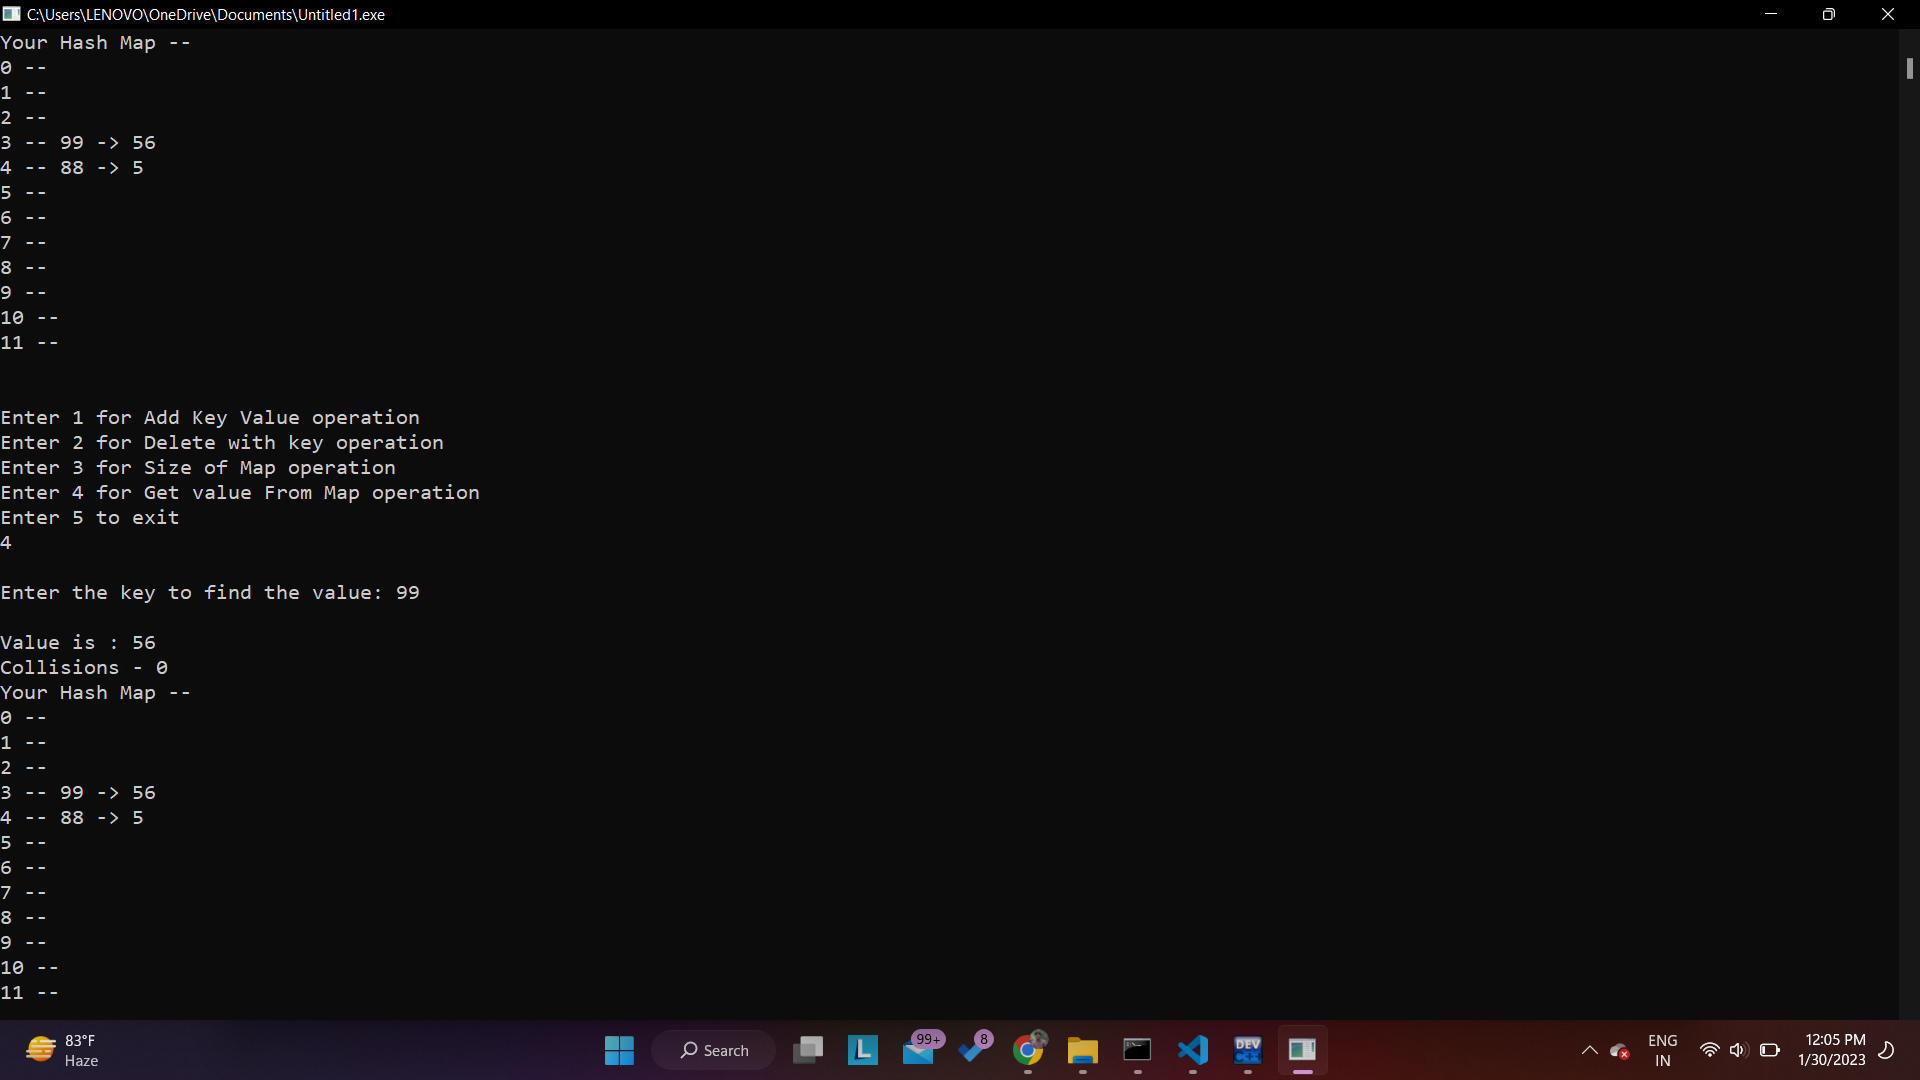 C:\Users\LENOVO\OneDrive\Documents\Untitled1.exe
Your Hash Map --
0 --
1 --
2 --
3 -- 99 -> 56
4 -- 88 -> 5
5 --
6 --
7 --
8 --
9 --
10 --
11 --
Enter 1 for Add Key Value operation
Enter 2 for Delete with key operation
Enter 3 for Size of Map operation
Enter 4 for Get value From Map operation
Enter 5 to exit
4
Enter the key to find the value: 99
Value is : 56
Collisions - 0
Your Hash Map --
0 --
1 --
2 --
3 -- 99 -> 56
4 -- 88 -> 5
5 --
6 --
7 --
8 --
9 --
10 --
11 --
83°F
Haze
Search
L
99+
8
DEV
C++
ENG
IN
12:05 PM
1/30/2023